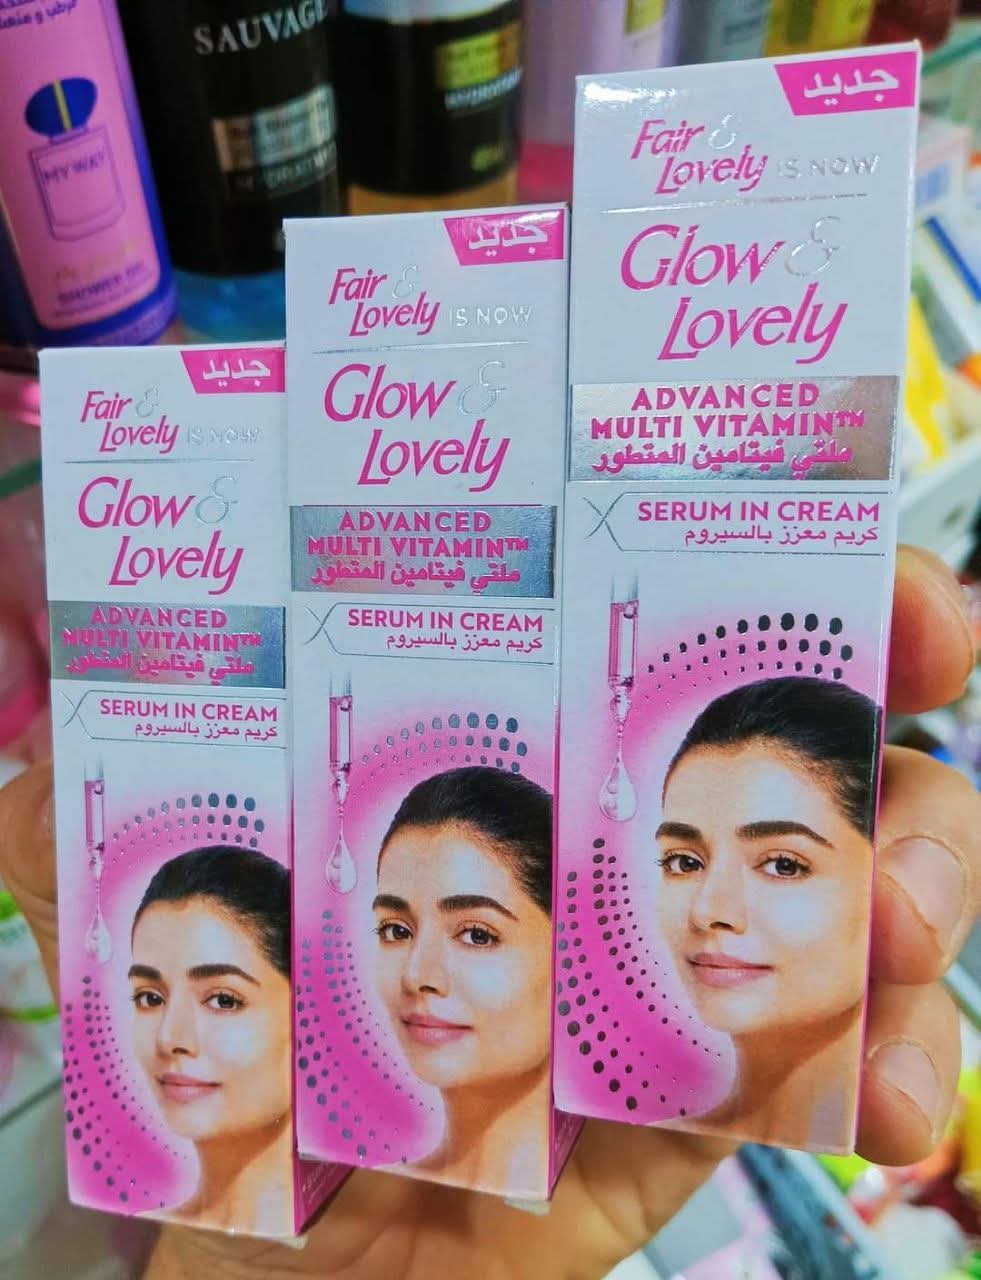 SAUVAGE
MY WAY
SHOWER GEL
جديد
Fair &
Lovely IS NOW
Glow &
Lovely
ADVANCED
MULTI VITAMIN™
ملتي فيتامين المتطور
SERUM IN CREAM
كريم معزز بالسيروم
جديد
Fair &
Lovely IS NOW
Glow &
Lovely
ADVANCED
MULTI VITAMIN™
ملتي فيتامين المتطور
SERUM IN CREAM
كريم معزز بالسيروم
جديد
Fair &
Lovely IS NOW
Glow &
Lovely
ADVANCED
MULTI VITAMIN™
ملتي فيتامين المتطور
SERUM IN CREAM
كريم معزز بالسيروم